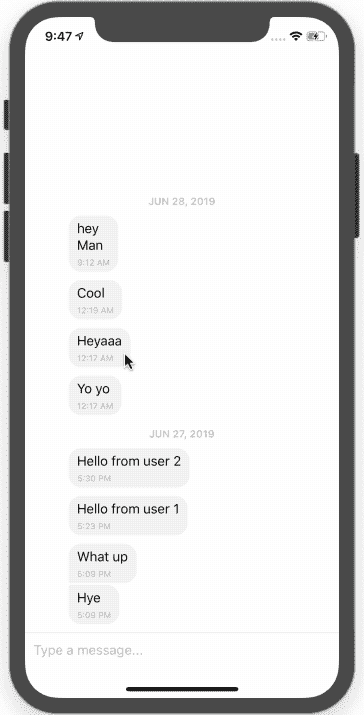 9:47
JUN 28, 2019
hey
Man
9:12 AM
Cool
12:19 AM
Heyaaa
12:17 AM
Yo yo
12:17 AM
JUN 27, 2019
Hello from user 2
5:30 PM
Hello from user 1
5:23 PM
What up
5:09 PM
Hye
5:09 PM
Type a message...